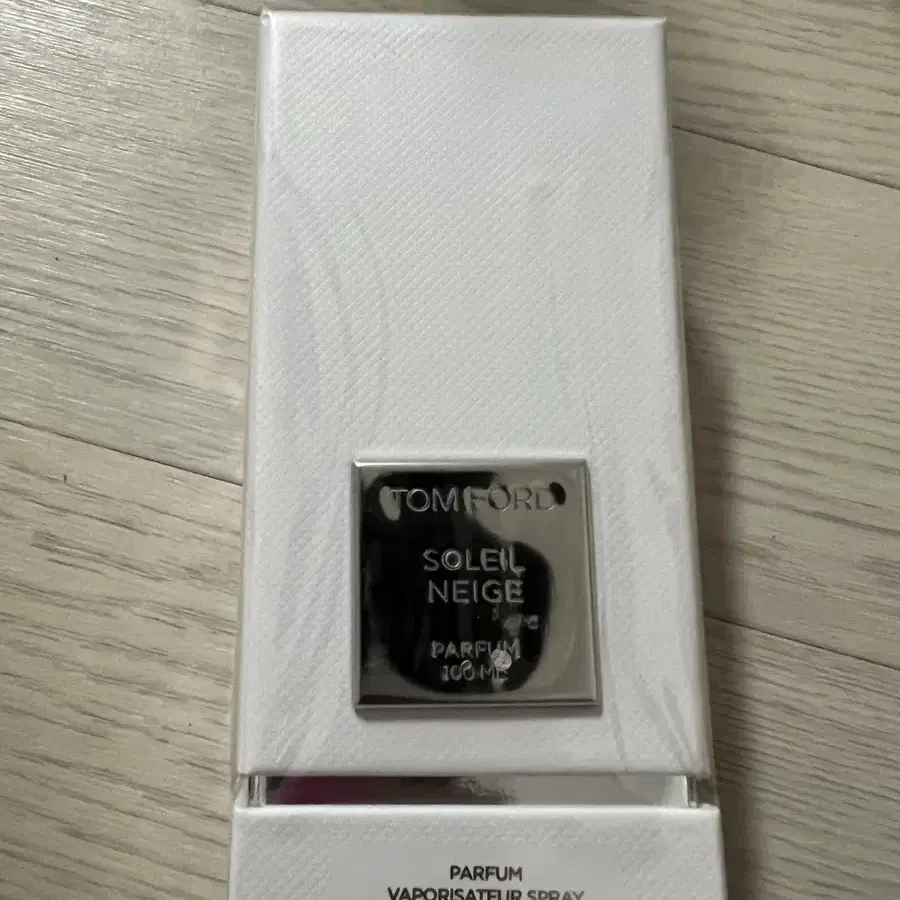 TOM FORD
SOLEIL
NEIGE
PARFUM
100 ML
PARFUM
VAPORISATEUR SPRAY